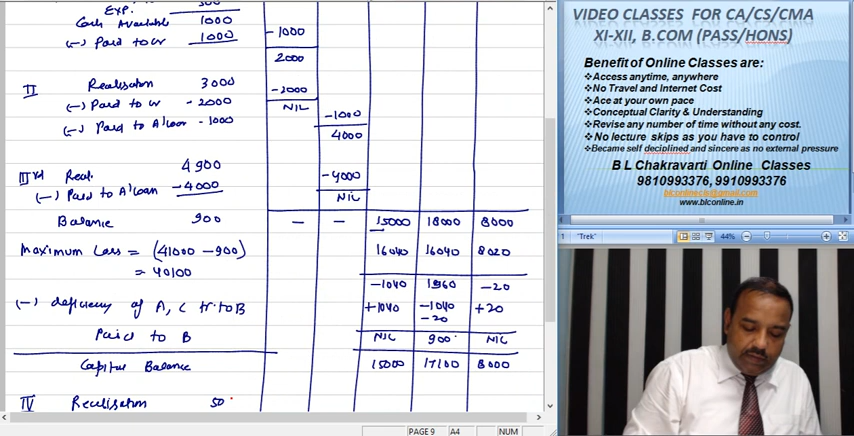 EXP. 500
Cash Available 1000 -1000
(-) Paid to Cr 1000
2000
II Realisation 3000 -2000
(-) Paid to Cr - 2000 NIL
(-) Paid to A' loan - 1000 -1000
4000
IIIrd Real. 4900
(-) Paid to A' loan -4000 -4000
NIL
Balance 900 — — 15000 18000 8000
Maximum Loss = (41000 - 900) 16040 16040 8020
= 40100
-1040 1960 -20
(-) deficiency of A, C tr. to B +1040 -1040 +20
-20
Paid to B NIL 900 NIL
Capital Balance 15000 17100 8000
IV Realisation 50
PAGE 9 A4 NUM
VIDEO CLASSES FOR CA/CS/CMA
XI-XII, B.COM (PASS/HONS)
Benefit of Online Classes are:
❖Access anytime, anywhere
❖No Travel and Internet Cost
❖Ace at your own pace
❖Conceptual Clarity & Understanding
❖Revise any number of time without any cost.
❖No lecture skips as you have to control
❖Became self deciplined and sincere as no external pressure
B L Chakravarti Online Classes
9810993376, 9910993376
blconlinecls@gmail.com
www.blconline.in
1 "Trek" 44%